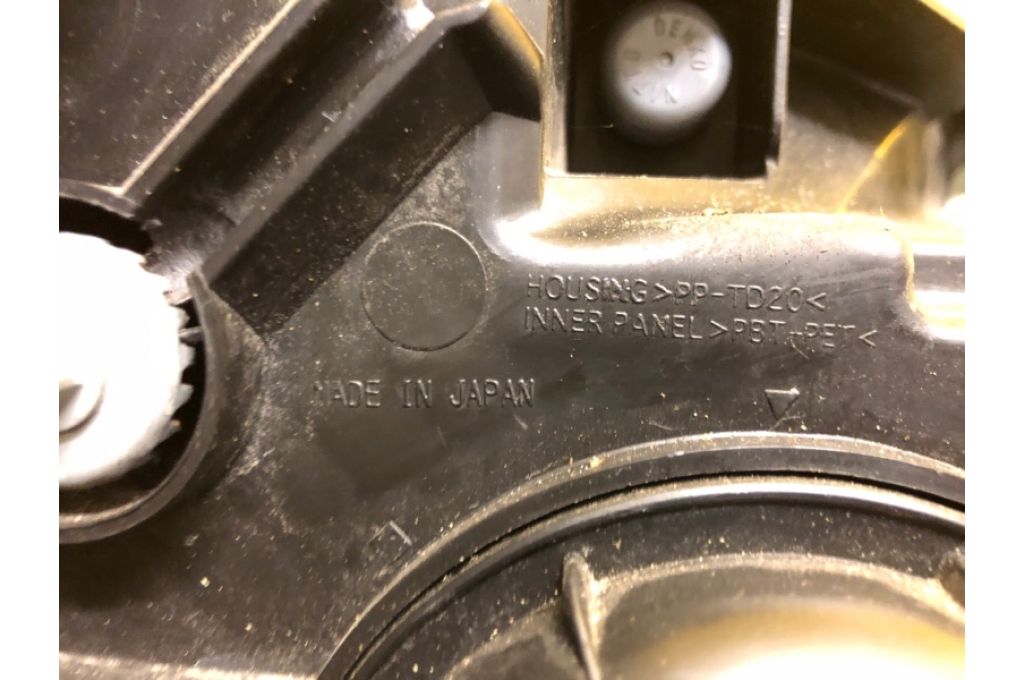 HOUSING>PP-TD20<
INNER PANEL>PBT-PET<
MADE IN JAPAN